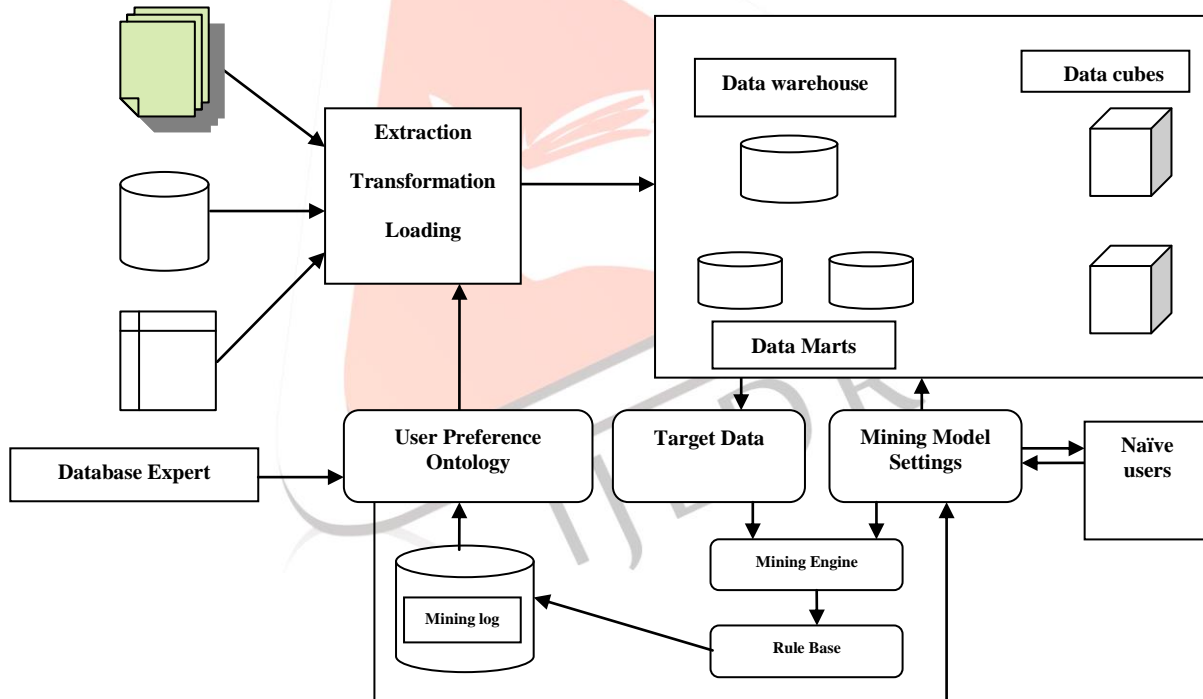 Data warehouse
Data cubes
Extraction
Transformation
Loading
Data Marts
User Preference
Ontology
Target Data
Mining Model
Settings
Naïve
users
Database Expert
Mining Engine
Mining log
Rule Base
IJEDR